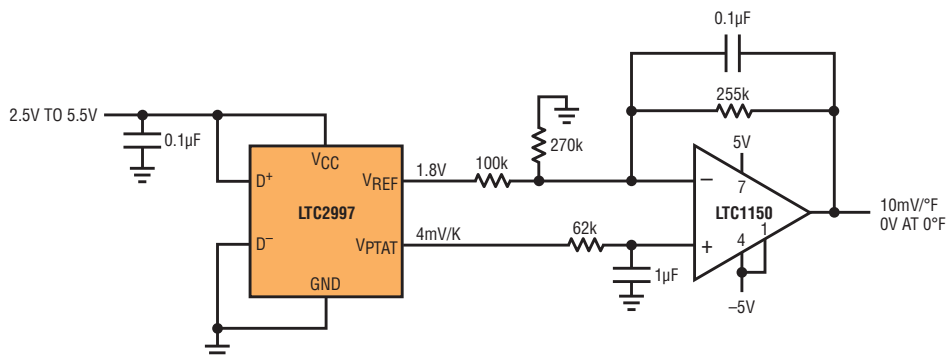 0.1µF
255k
2.5V TO 5.5V
0.1µF
270k
5V
VCC
D+
VREF
1.8V
100k
–
7
LTC2997
LTC1150
10mV/°F
0V AT 0°F
D–
VPTAT
4mV/K
62k
+
4
1
1µF
GND
–5V